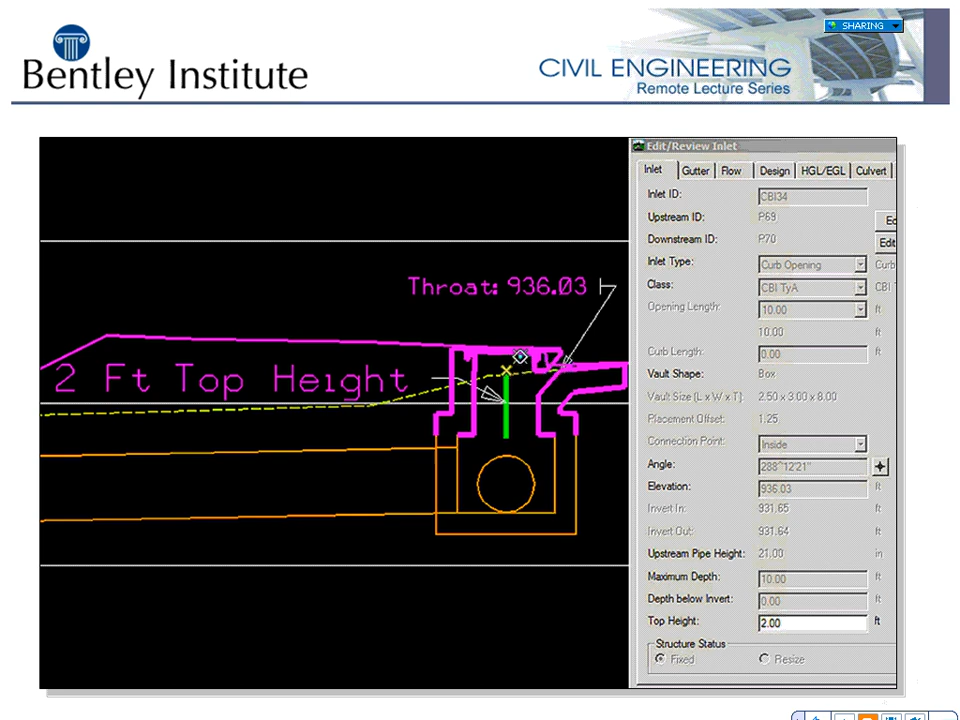 SHARING
Bentley Institute
CIVIL ENGINEERING
Remote Lecture Series
Edit/Review Inlet
Inlet Gutter Flow Design HGL/EGL Culvert
Inlet ID: CBI34
Upstream ID: P69
Downstream ID: P70 Edit
Inlet Type: Curb Opening Curb
Class: CBI TyA CBI
Opening Length: 10.00 ft
10.00 ft
Curb Length: 0.00 ft
Vault Shape: Box
Vault Size (L x W x T): 2.50 x 3.00 x 8.00
Placement Offset: 1.25
Connection Point: Inside
Angle: 288^12'21"
Elevation: 936.03 ft
Invert In: 931.65 ft
Invert Out: 931.64 ft
Upstream Pipe Height: 21.00 in
Maximum Depth: 10.00 ft
Depth below Invert: 0.00 ft
Top Height: 2.00 ft
Structure Status
Fixed Resize
Throat: 936.03
2 Ft Top Height